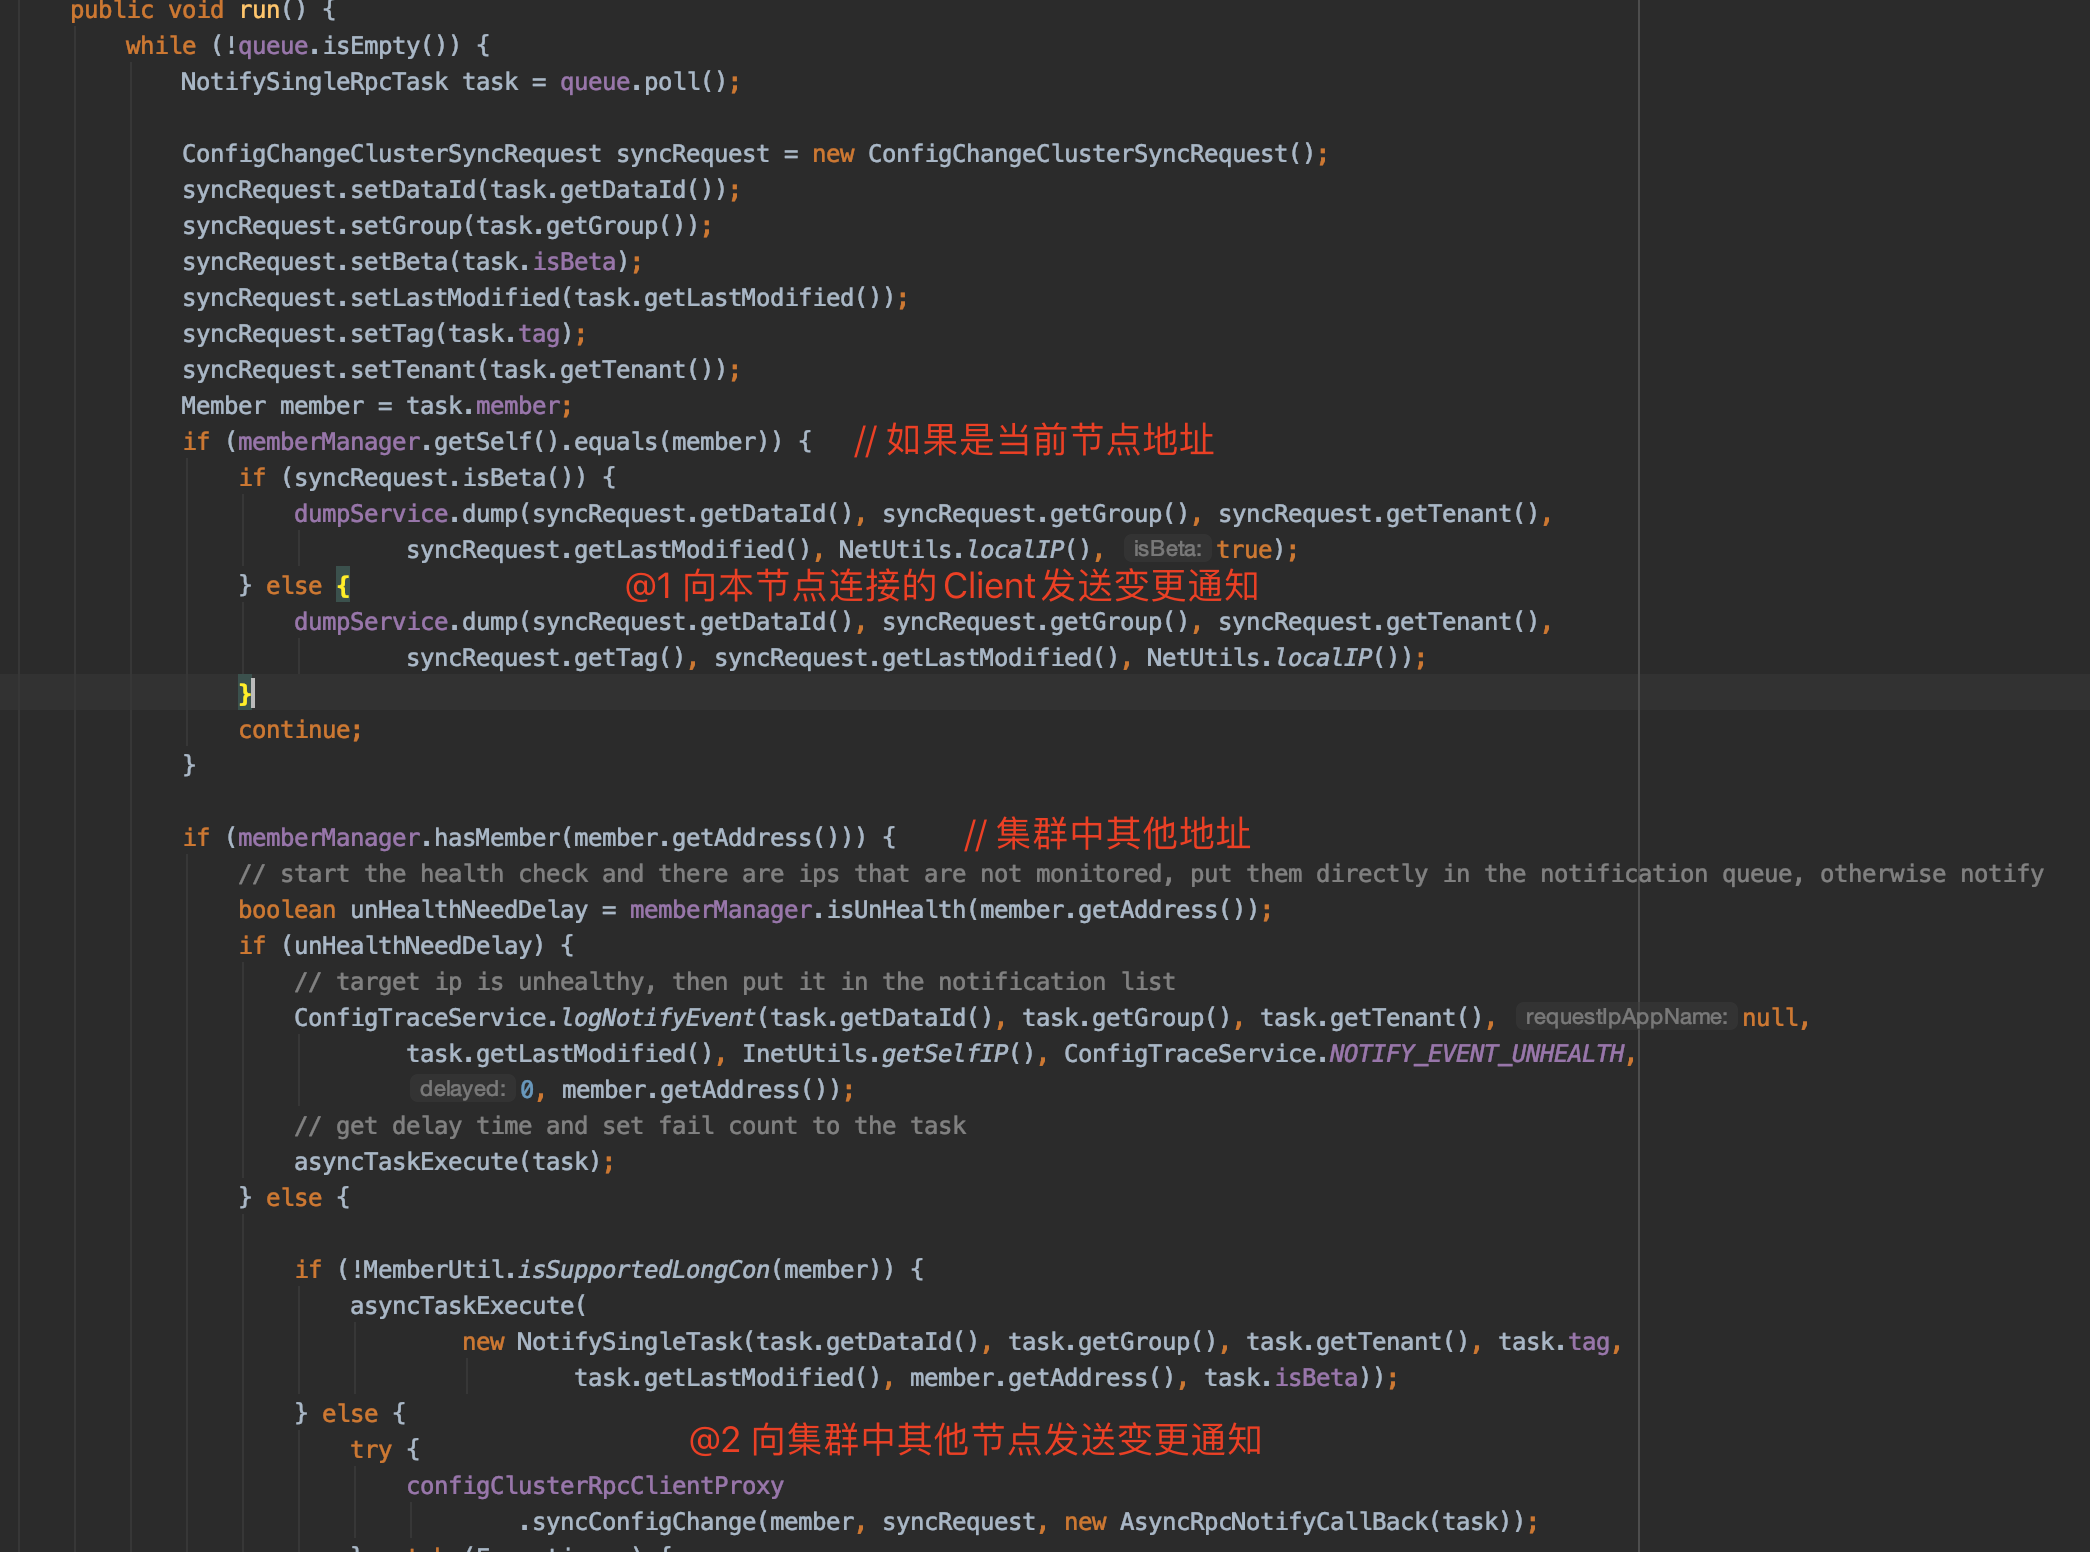 public void run() {
while (!queue.isEmpty()) {
NotifySingleRpcTask task = queue.poll();
ConfigChangeClusterSyncRequest syncRequest = new ConfigChangeClusterSyncRequest();
syncRequest.setDataId(task.getDataId());
syncRequest.setGroup(task.getGroup());
syncRequest.setBeta(task.isBeta);
syncRequest.setLastModified(task.getLastModified());
syncRequest.setTag(task.tag);
syncRequest.setTenant(task.getTenant());
Member member = task.member;
if (memberManager.getSelf().equals(member)) { // 如果是当前节点地址
if (syncRequest.isBeta()) {
dumpService.dump(syncRequest.getDataId(), syncRequest.getGroup(), syncRequest.getTenant(),
syncRequest.getLastModified(), NetUtils.localIP(), isBeta: true);
} else { @1 向本节点连接的Client发送变更通知
dumpService.dump(syncRequest.getDataId(), syncRequest.getGroup(), syncRequest.getTenant(),
syncRequest.getTag(), syncRequest.getLastModified(), NetUtils.localIP());
}
continue;
}
if (memberManager.hasMember(member.getAddress())) { // 集群中其他地址
// start the health check and there are ips that are not monitored, put them directly in the notification queue, otherwise notify
boolean unHealthNeedDelay = memberManager.isUnHealth(member.getAddress());
if (unHealthNeedDelay) {
// target ip is unhealthy, then put it in the notification list
ConfigTraceService.logNotifyEvent(task.getDataId(), task.getGroup(), task.getTenant(), requestIpAppName: null,
task.getLastModified(), InetUtils.getSelfIP(), ConfigTraceService.NOTIFY_EVENT_UNHEALTH,
delayed: 0, member.getAddress());
// get delay time and set fail count to the task
asyncTaskExecute(task);
} else {
if (!MemberUtil.isSupportedLongCon(member)) {
asyncTaskExecute(
new NotifySingleTask(task.getDataId(), task.getGroup(), task.getTenant(), task.tag,
task.getLastModified(), member.getAddress(), task.isBeta));
} else {
try { @2 向集群中其他节点发送变更通知
configClusterRpcClientProxy
.syncConfigChange(member, syncRequest, new AsyncRpcNotifyCallBack(task));